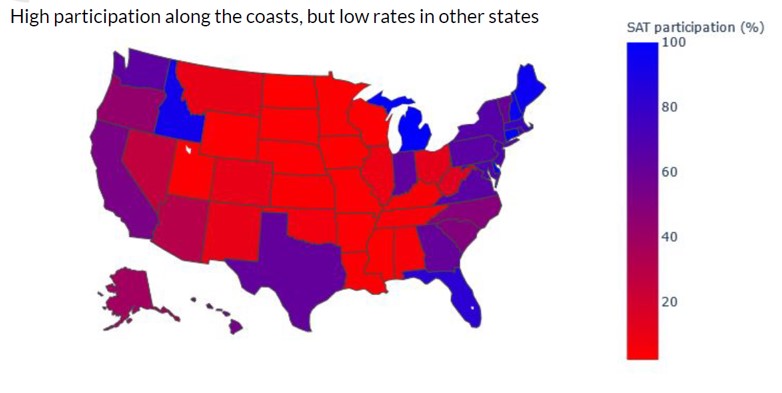 High participation along the coasts, but low rates in other states
SAT participation (%)
100
80
60
40
20